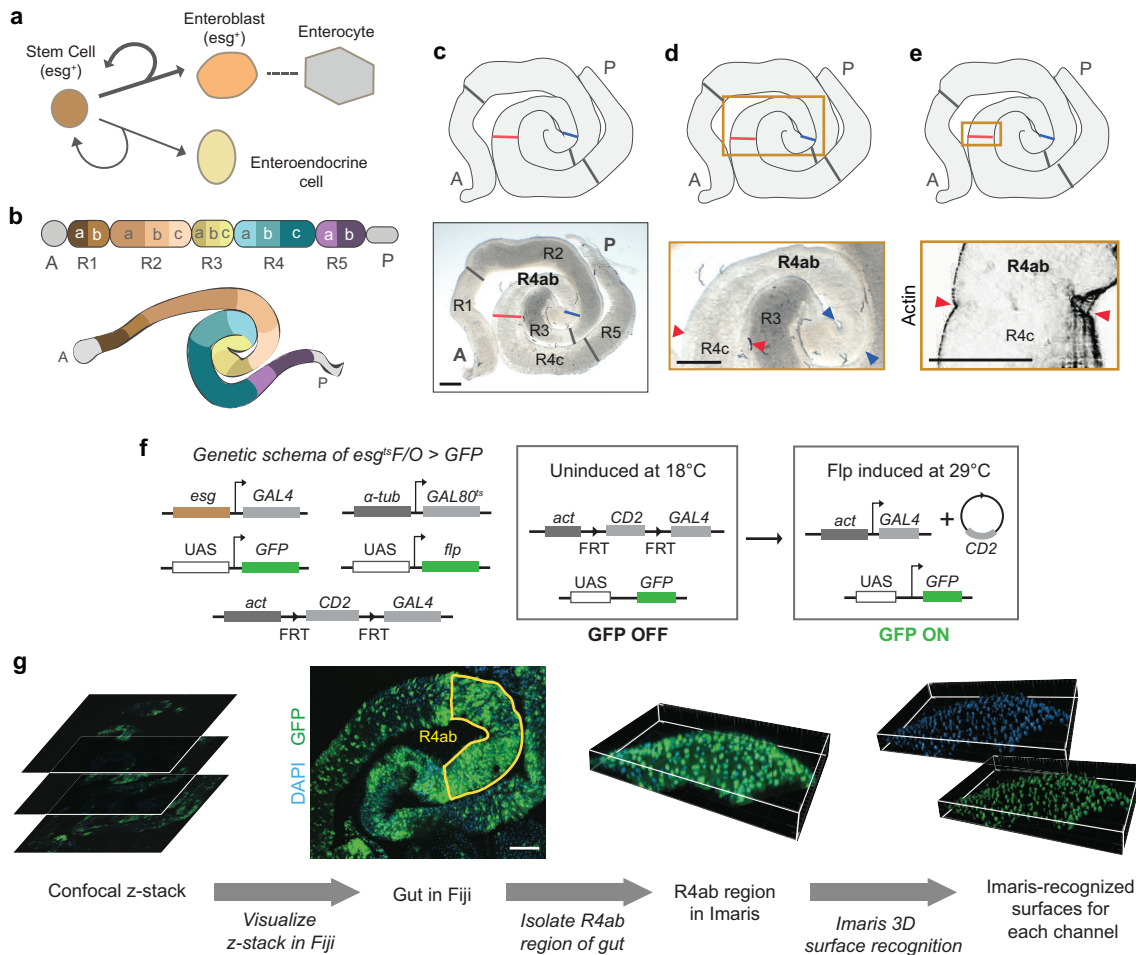 a
Stem Cell
(esg⁺)
Enteroblast
(esg⁺)
Enterocyte
Enteroendocrine
cell
b
a b a b c a b c a b c a b
A R1 R2 R3 R4 R5 P
A
P
c
P
A
R2
P
R4ab
R1
R3
R5
R4c
A
d
P
A
R4ab
R3
R4c
e
P
A
Actin
R4ab
R4c
f
Genetic schema of esgᵗˢF/O > GFP
esg GAL4
α-tub GAL80ᵗˢ
UAS GFP
UAS flp
act CD2 GAL4
FRT FRT
Uninduced at 18°C
act CD2 GAL4
FRT FRT
UAS GFP
GFP OFF
Flp induced at 29°C
act GAL4 + CD2
UAS GFP
GFP ON
g
DAPI GFP
R4ab
Confocal z-stack
Visualize
z-stack in Fiji
Gut in Fiji
Isolate R4ab
region of gut
R4ab region
in Imaris
Imaris 3D
surface recognition
Imaris-recognized
surfaces for
each channel